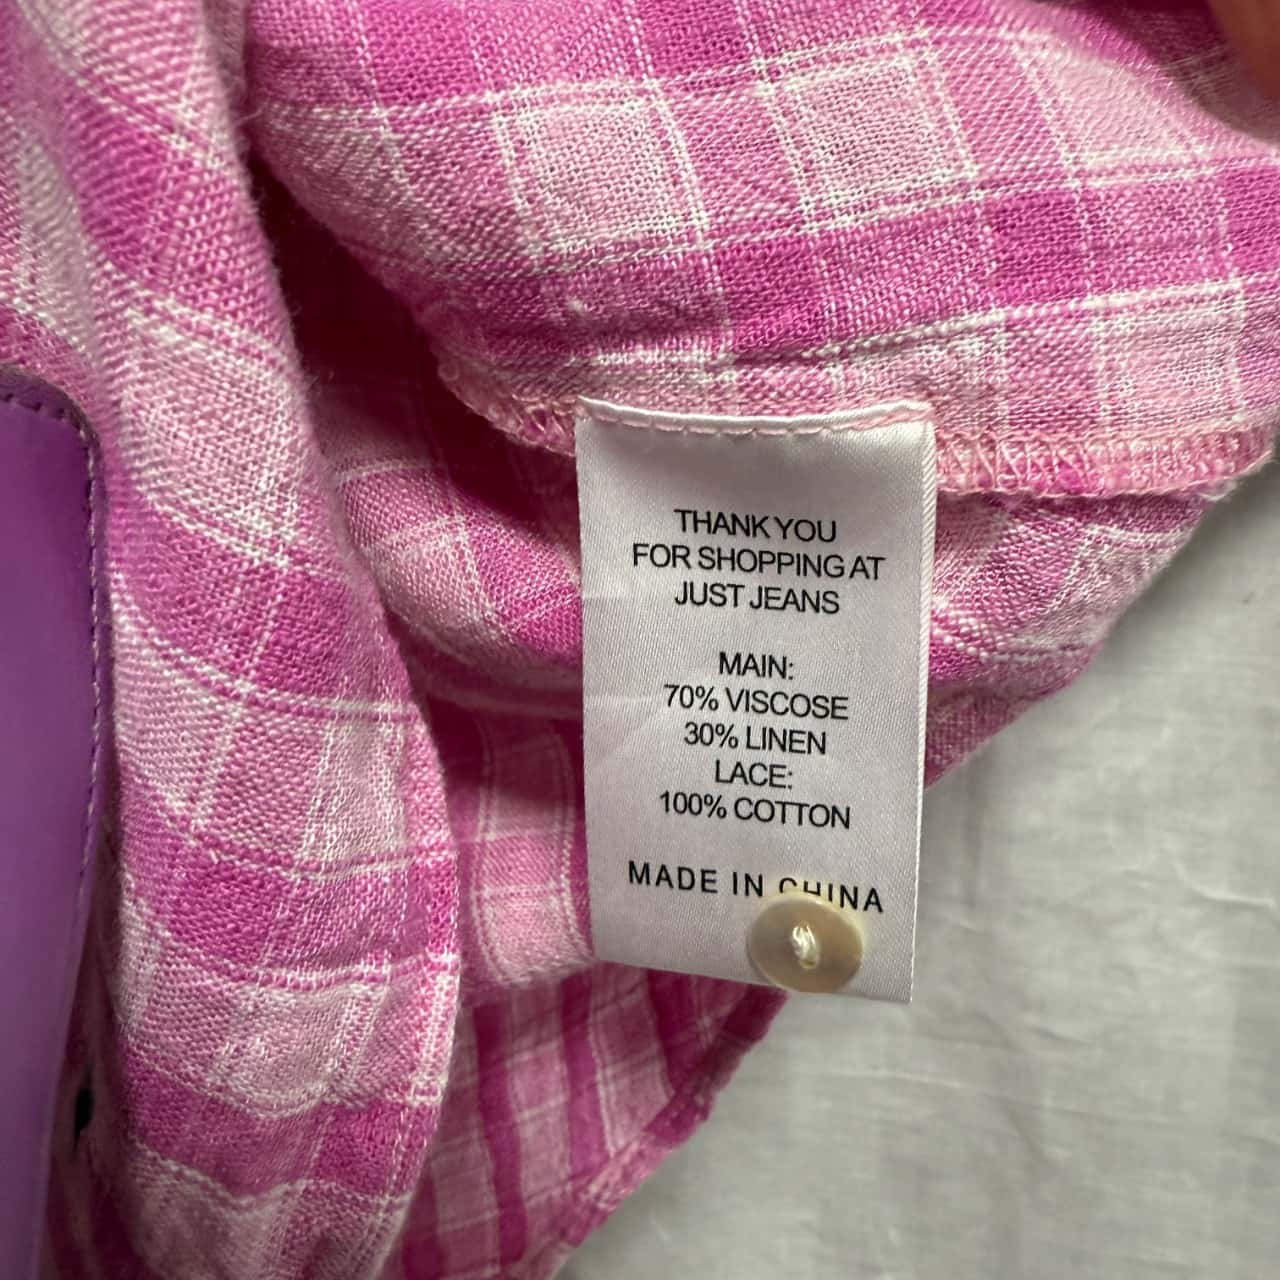 THANK YOU
FOR SHOPPING AT
JUST JEANS
MAIN:
70% VISCOSE
30% LINEN
LACE:
100% COTTON
MADE IN CHINA